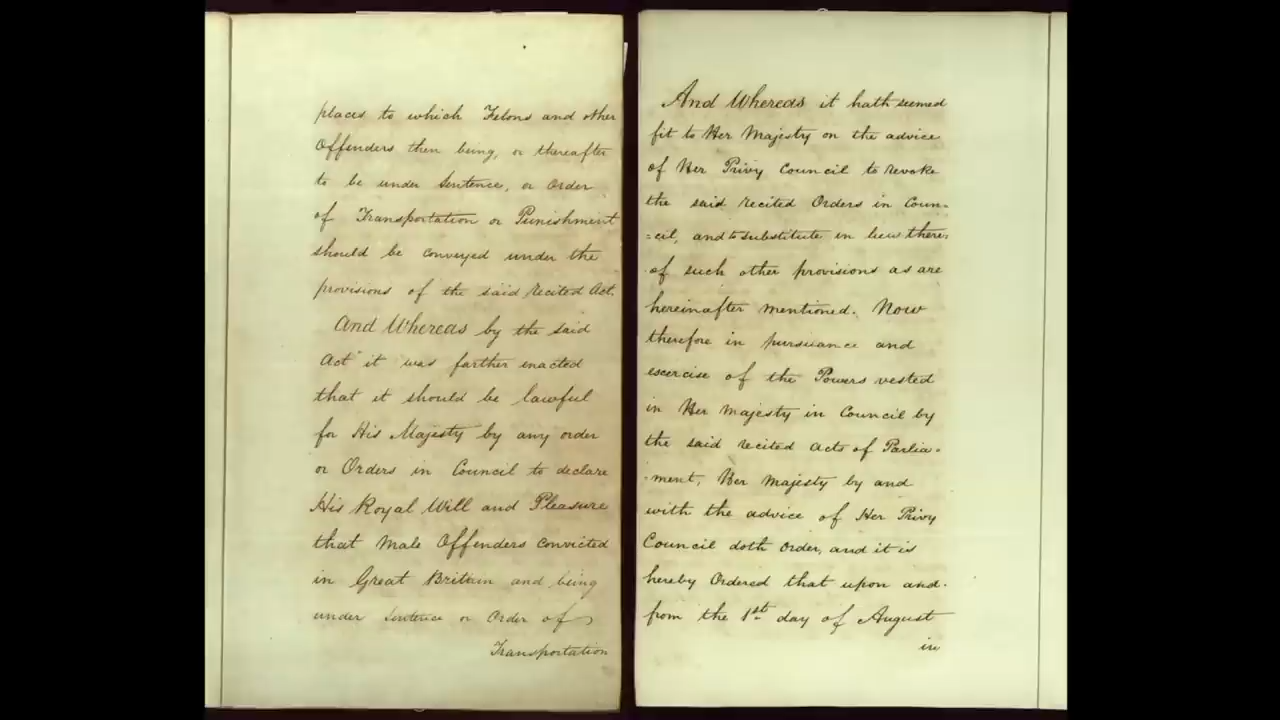 places to which Felons and other
Offenders then being, or thereafter
to be under Sentence, or Order
of Transportation or Punishment
should be conveyed under the
provisions of the said recited Act.
And Whereas by the said
Act it was further enacted
that it should be lawful
for His Majesty by any order
or Orders in Council to declare
His Royal Will and Pleasure
that Male Offenders convicted
in Great Britain and being
under Sentence or Order of
Transportation
And Whereas it hath seemed
fit to Her Majesty on the advice
of Her Privy Council to revoke
the said recited Orders in Coun-
=cil, and to substitute in lieu there-
-of such other provisions as are
hereinafter mentioned. Now
therefore in pursuance and
exercise of the Powers vested
in Her Majesty in Council by
the said recited Acts of Parlia-
-ment, Her Majesty by and
with the advice of Her Privy
Council doth Order, and it is
hereby Ordered that upon and
from the 1st day of August
in